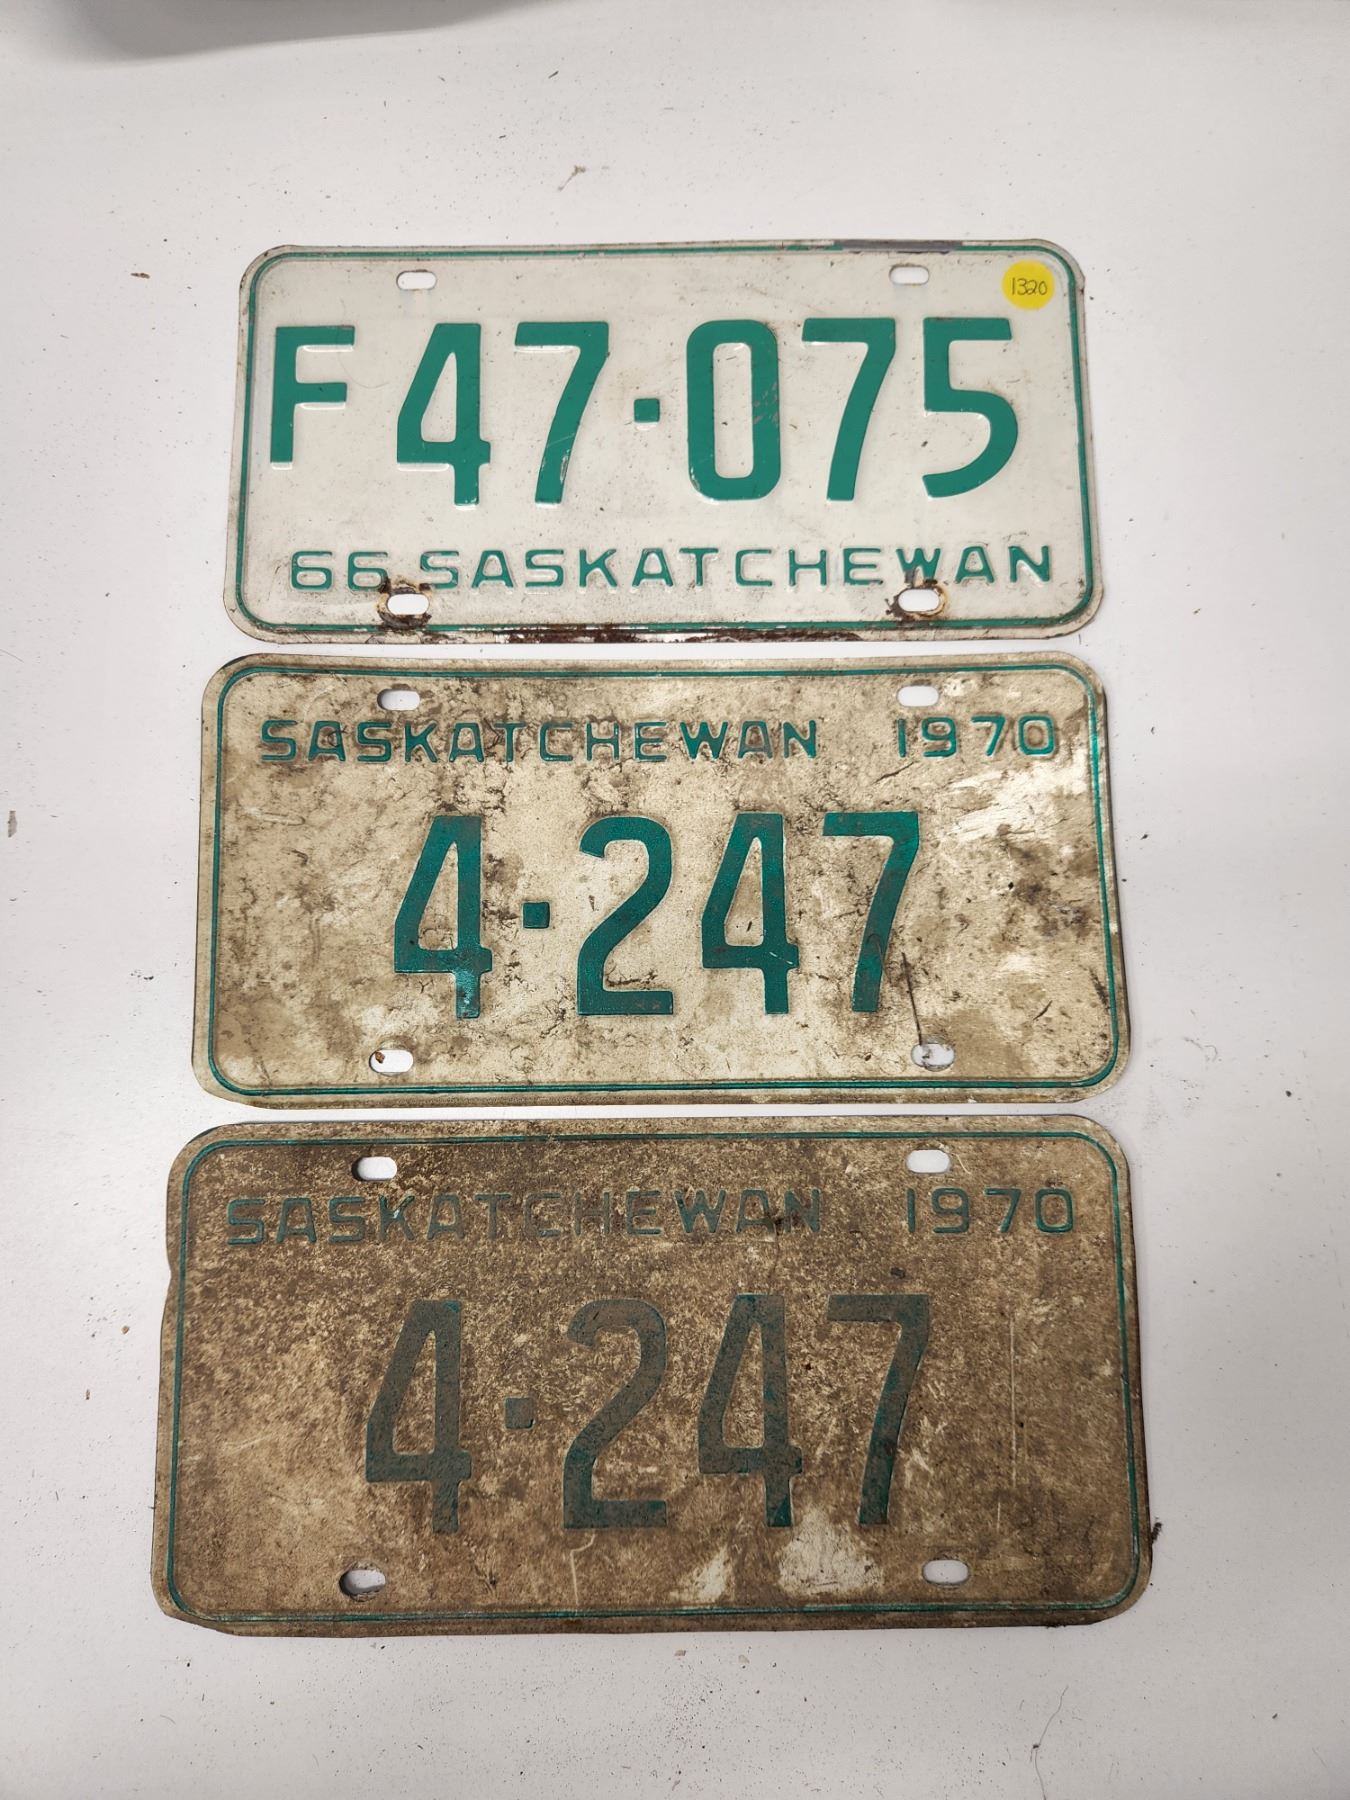 1320
F47·075
66 SASKATCHEWAN
SASKATCHEWAN 1970
4·247
SASKATCHEWAN 1970
4·247